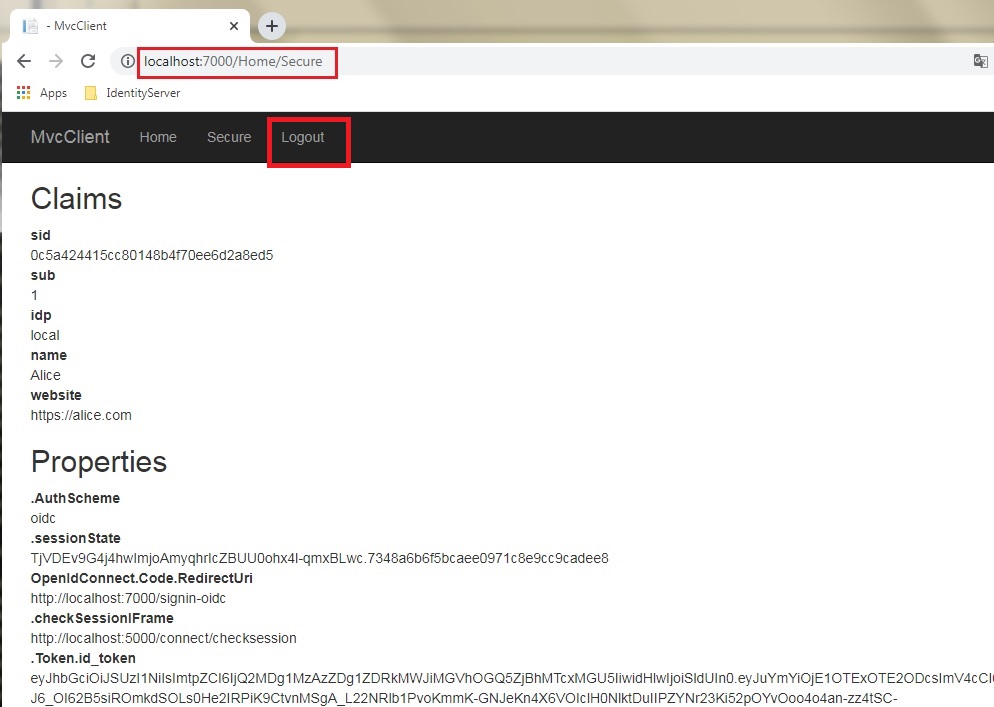 - MvcClient
localhost:7000/Home/Secure
Apps IdentityServer
MvcClient Home Secure Logout
Claims
sid
0c5a424415cc80148b4f70ee6d2a8ed5
sub
1
idp
local
name
Alice
website
https://alice.com
Properties
.AuthScheme
oidc
.sessionState
TjVDEv9G4j4hwImjoAmyqhrIcZBUU0ohx4I-qmxBLwc.7348a6b6f5bcaee0971c8e9cc9cadee8
OpenIdConnect.Code.RedirectUri
http://localhost:7000/signin-oidc
.checkSessionIFrame
http://localhost:5000/connect/checksession
.Token.id_token
eyJhbGciOiJSUzI1NiIsImtpZCI6IjQ2MDg1MzAzZDg1ZDRkMWJiMGVhOGQ5ZjBhMTcxMGU5IiwidHlwIjoiSldUIn0.eyJuYmYiOjE1OTExOTE2ODcsImV4cCI6
J6_OI62B5siROmkdSOLs0He2IRPiK9CtvnMSgA_L22NRIb1PvoKmmK-GNJeKn4X6VOIcIH0NIktDuIIPZYNr23Ki52pOYvOoo4o4an-zz4tSC-